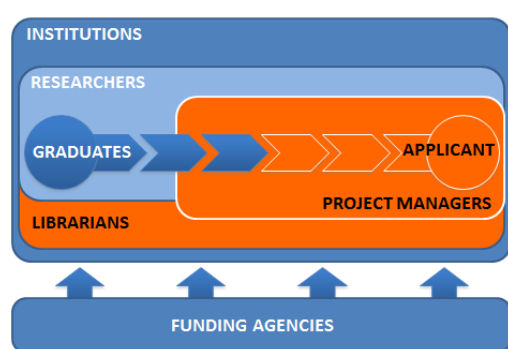 INSTITUTIONS
RESEARCHERS
GRADUATES
APPLICANT
PROJECT MANAGERS
LIBRARIANS
FUNDING AGENCIES